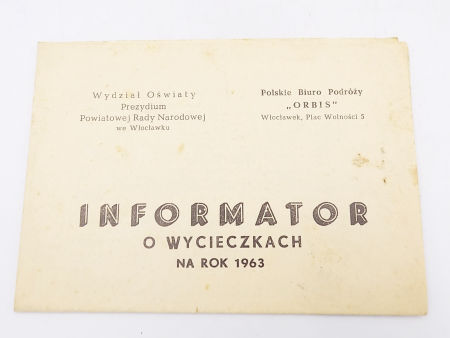 Wydział Oświaty
Prezydium
Powiatowej Rady Narodowej
we Włocławku
Polskie Biuro Podróży
„ORBIS"
Włocławek, Plac Wolności 5
INFORMATOR
O WYCIECZKACH
NA ROK 1963